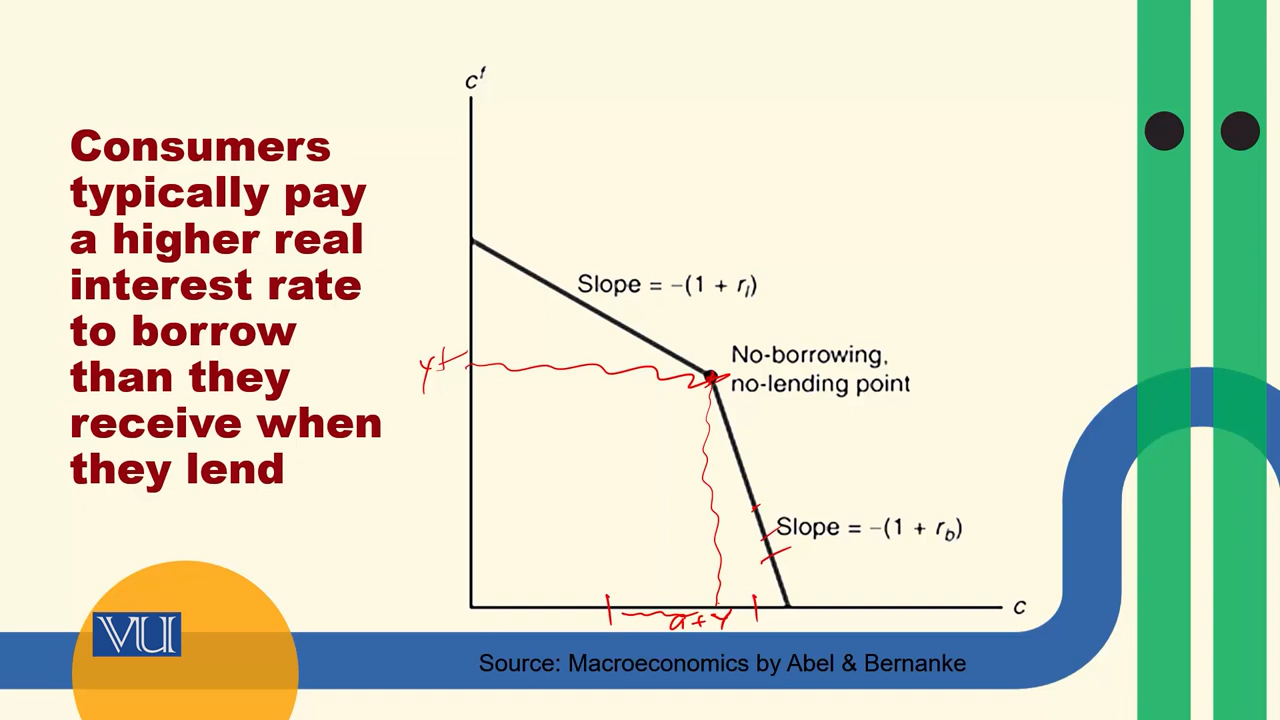 Consumers
typically pay
a higher real
interest rate
to borrow
than they
receive when
they lend
c^f
Slope = –(1 + r_l)
y^f
No-borrowing,
no-lending point
Slope = –(1 + r_b)
a+y
c
VU
Source: Macroeconomics by Abel & Bernanke